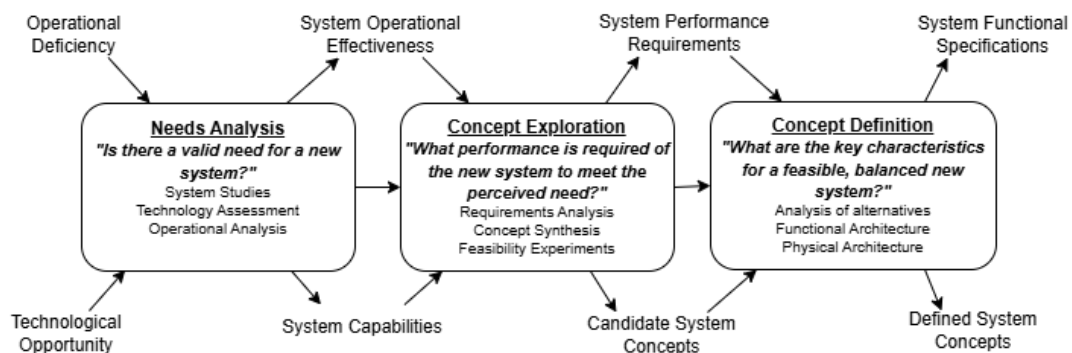 Operational
Deficiency
System Operational
Effectiveness
System Performance
Requirements
System Functional
Specifications
Needs Analysis
"Is there a valid need for a new
system?"
System Studies
Technology Assessment
Operational Analysis
Concept Exploration
"What performance is required of
the new system to meet the
perceived need?"
Requirements Analysis
Concept Synthesis
Feasibility Experiments
Concept Definition
"What are the key characteristics
for a feasible, balanced new
system?"
Analysis of alternatives
Functional Architecture
Physical Architecture
Technological
Opportunity
System Capabilities
Candidate System
Concepts
Defined System
Concepts